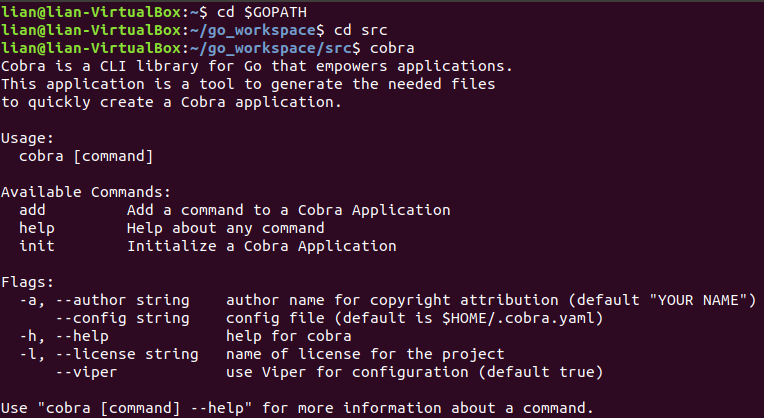 lian@lian-VirtualBox:~$ cd $GOPATH
lian@lian-VirtualBox:~/go_workspace$ cd src
lian@lian-VirtualBox:~/go_workspace/src$ cobra
Cobra is a CLI library for Go that empowers applications.
This application is a tool to generate the needed files
to quickly create a Cobra application.

Usage:
  cobra [command]

Available Commands:
  add         Add a command to a Cobra Application
  help        Help about any command
  init        Initialize a Cobra Application

Flags:
  -a, --author string    author name for copyright attribution (default "YOUR NAME")
      --config string    config file (default is $HOME/.cobra.yaml)
  -h, --help             help for cobra
  -l, --license string   name of license for the project
      --viper            use Viper for configuration (default true)

Use "cobra [command] --help" for more information about a command.